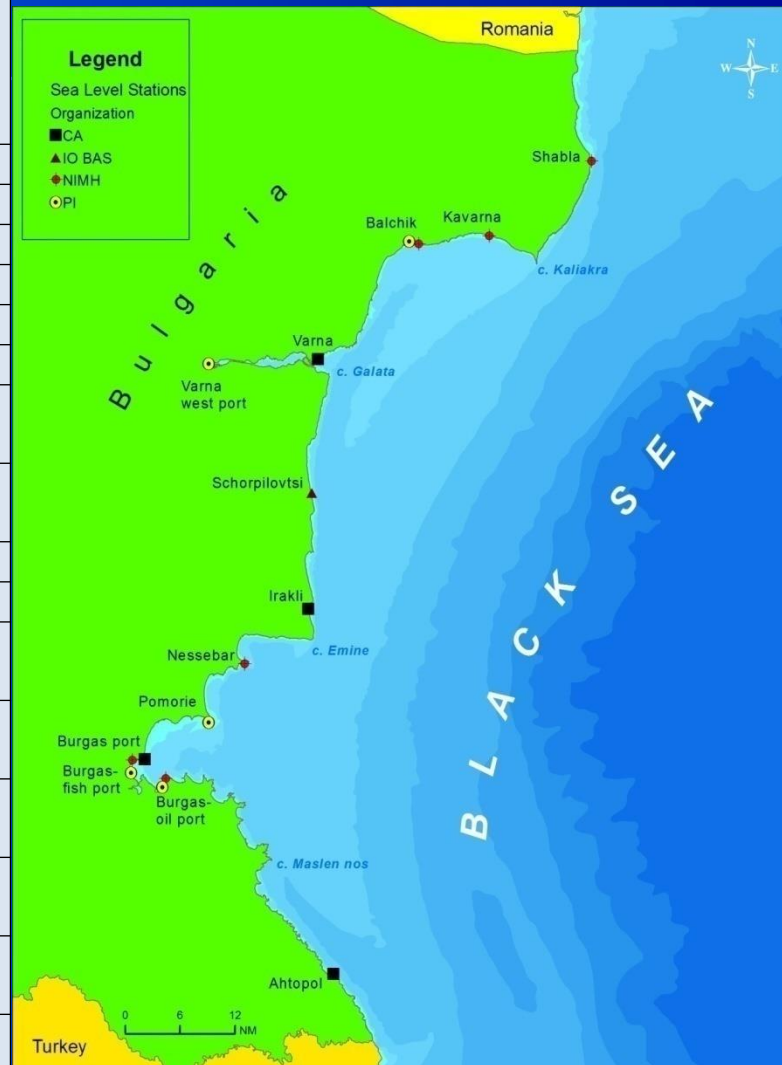 Legend
Sea Level Stations
Organization
CA
IO BAS
NIMH
PI
Romania
N
W E
S
Shabla
Bulgaria
Balchik
Kavarna
c. Kaliakra
Varna
c. Galata
Varna
west port
BLACK SEA
Schorpilovtsi
Irakli
c. Emine
Nessebar
Pomorie
Burgas port
Burgas-
fish port
Burgas-
oil port
c. Maslen nos
Ahtopol
0 6 12
NM
Turkey